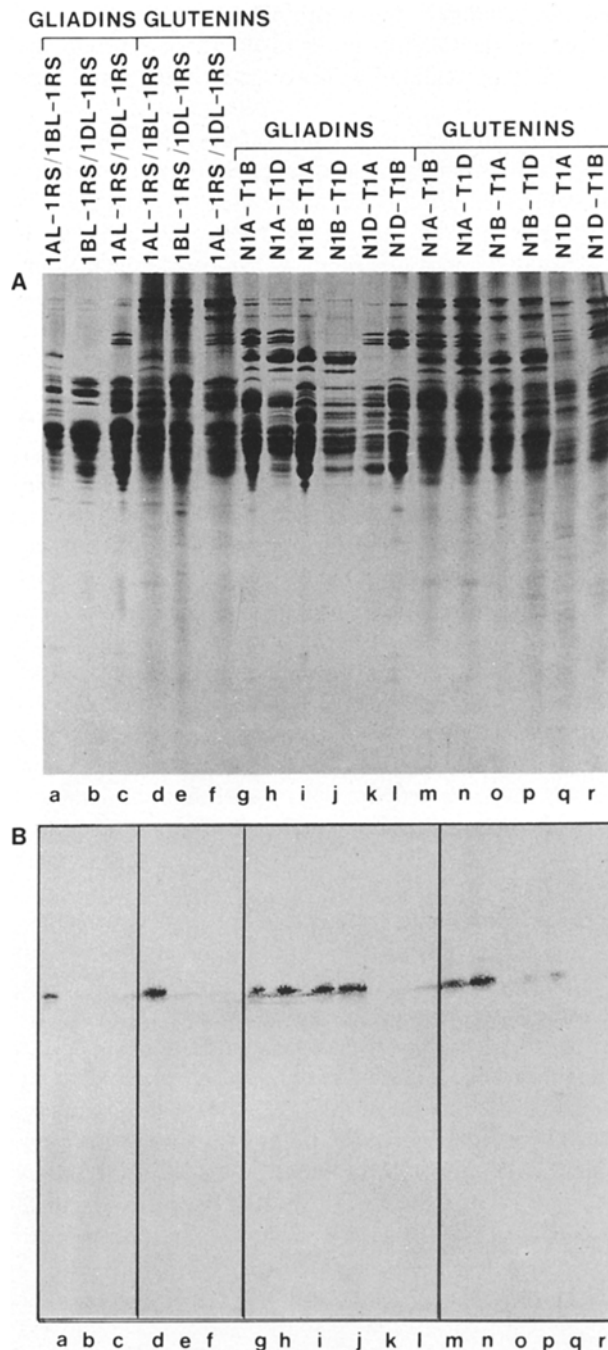 GLIADINS GLUTENINS
1AL-1RS/1BL-1RS
1BL-1RS/1DL-1RS
1AL-1RS/1DL-1RS
1AL-1RS/1BL-1RS
1BL-1RS/1DL-1RS
1AL-1RS/1DL-1RS
GLIADINS GLUTENINS
N1A-T1B
N1A-T1D
N1B-T1A
N1B-T1D
N1D-T1A
N1D-T1B
N1A-T1B
N1A-T1D
N1B-T1A
N1B-T1D
N1D-T1A
N1D-T1B
A
a b c d e f g h i j k l m n o p q r
B
a b c d e f g h i j k l m n o p q r